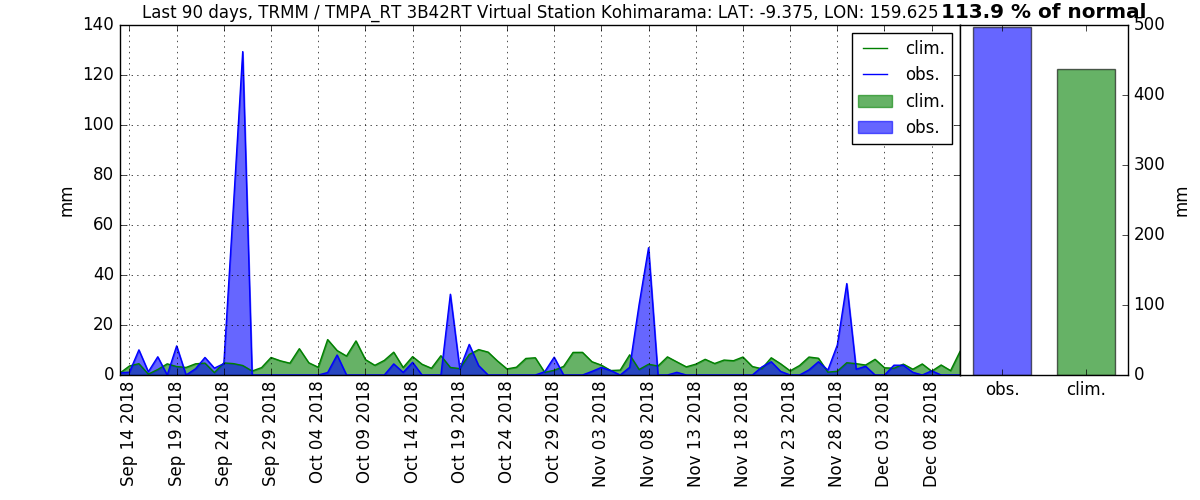 Last 90 days, TRMM / TMPA_RT 3B42RT Virtual Station Kohimarama: LAT: -9.375, LON: 159.625
113.9 % of normal
140
120
100
80
60
40
20
0
mm
clim.
obs.
clim.
obs.
Sep 14 2018
Sep 19 2018
Sep 24 2018
Sep 29 2018
Oct 04 2018
Oct 09 2018
Oct 14 2018
Oct 19 2018
Oct 24 2018
Oct 29 2018
Nov 03 2018
Nov 08 2018
Nov 13 2018
Nov 18 2018
Nov 23 2018
Nov 28 2018
Dec 03 2018
Dec 08 2018
500
400
300
200
100
0
mm
obs.
clim.